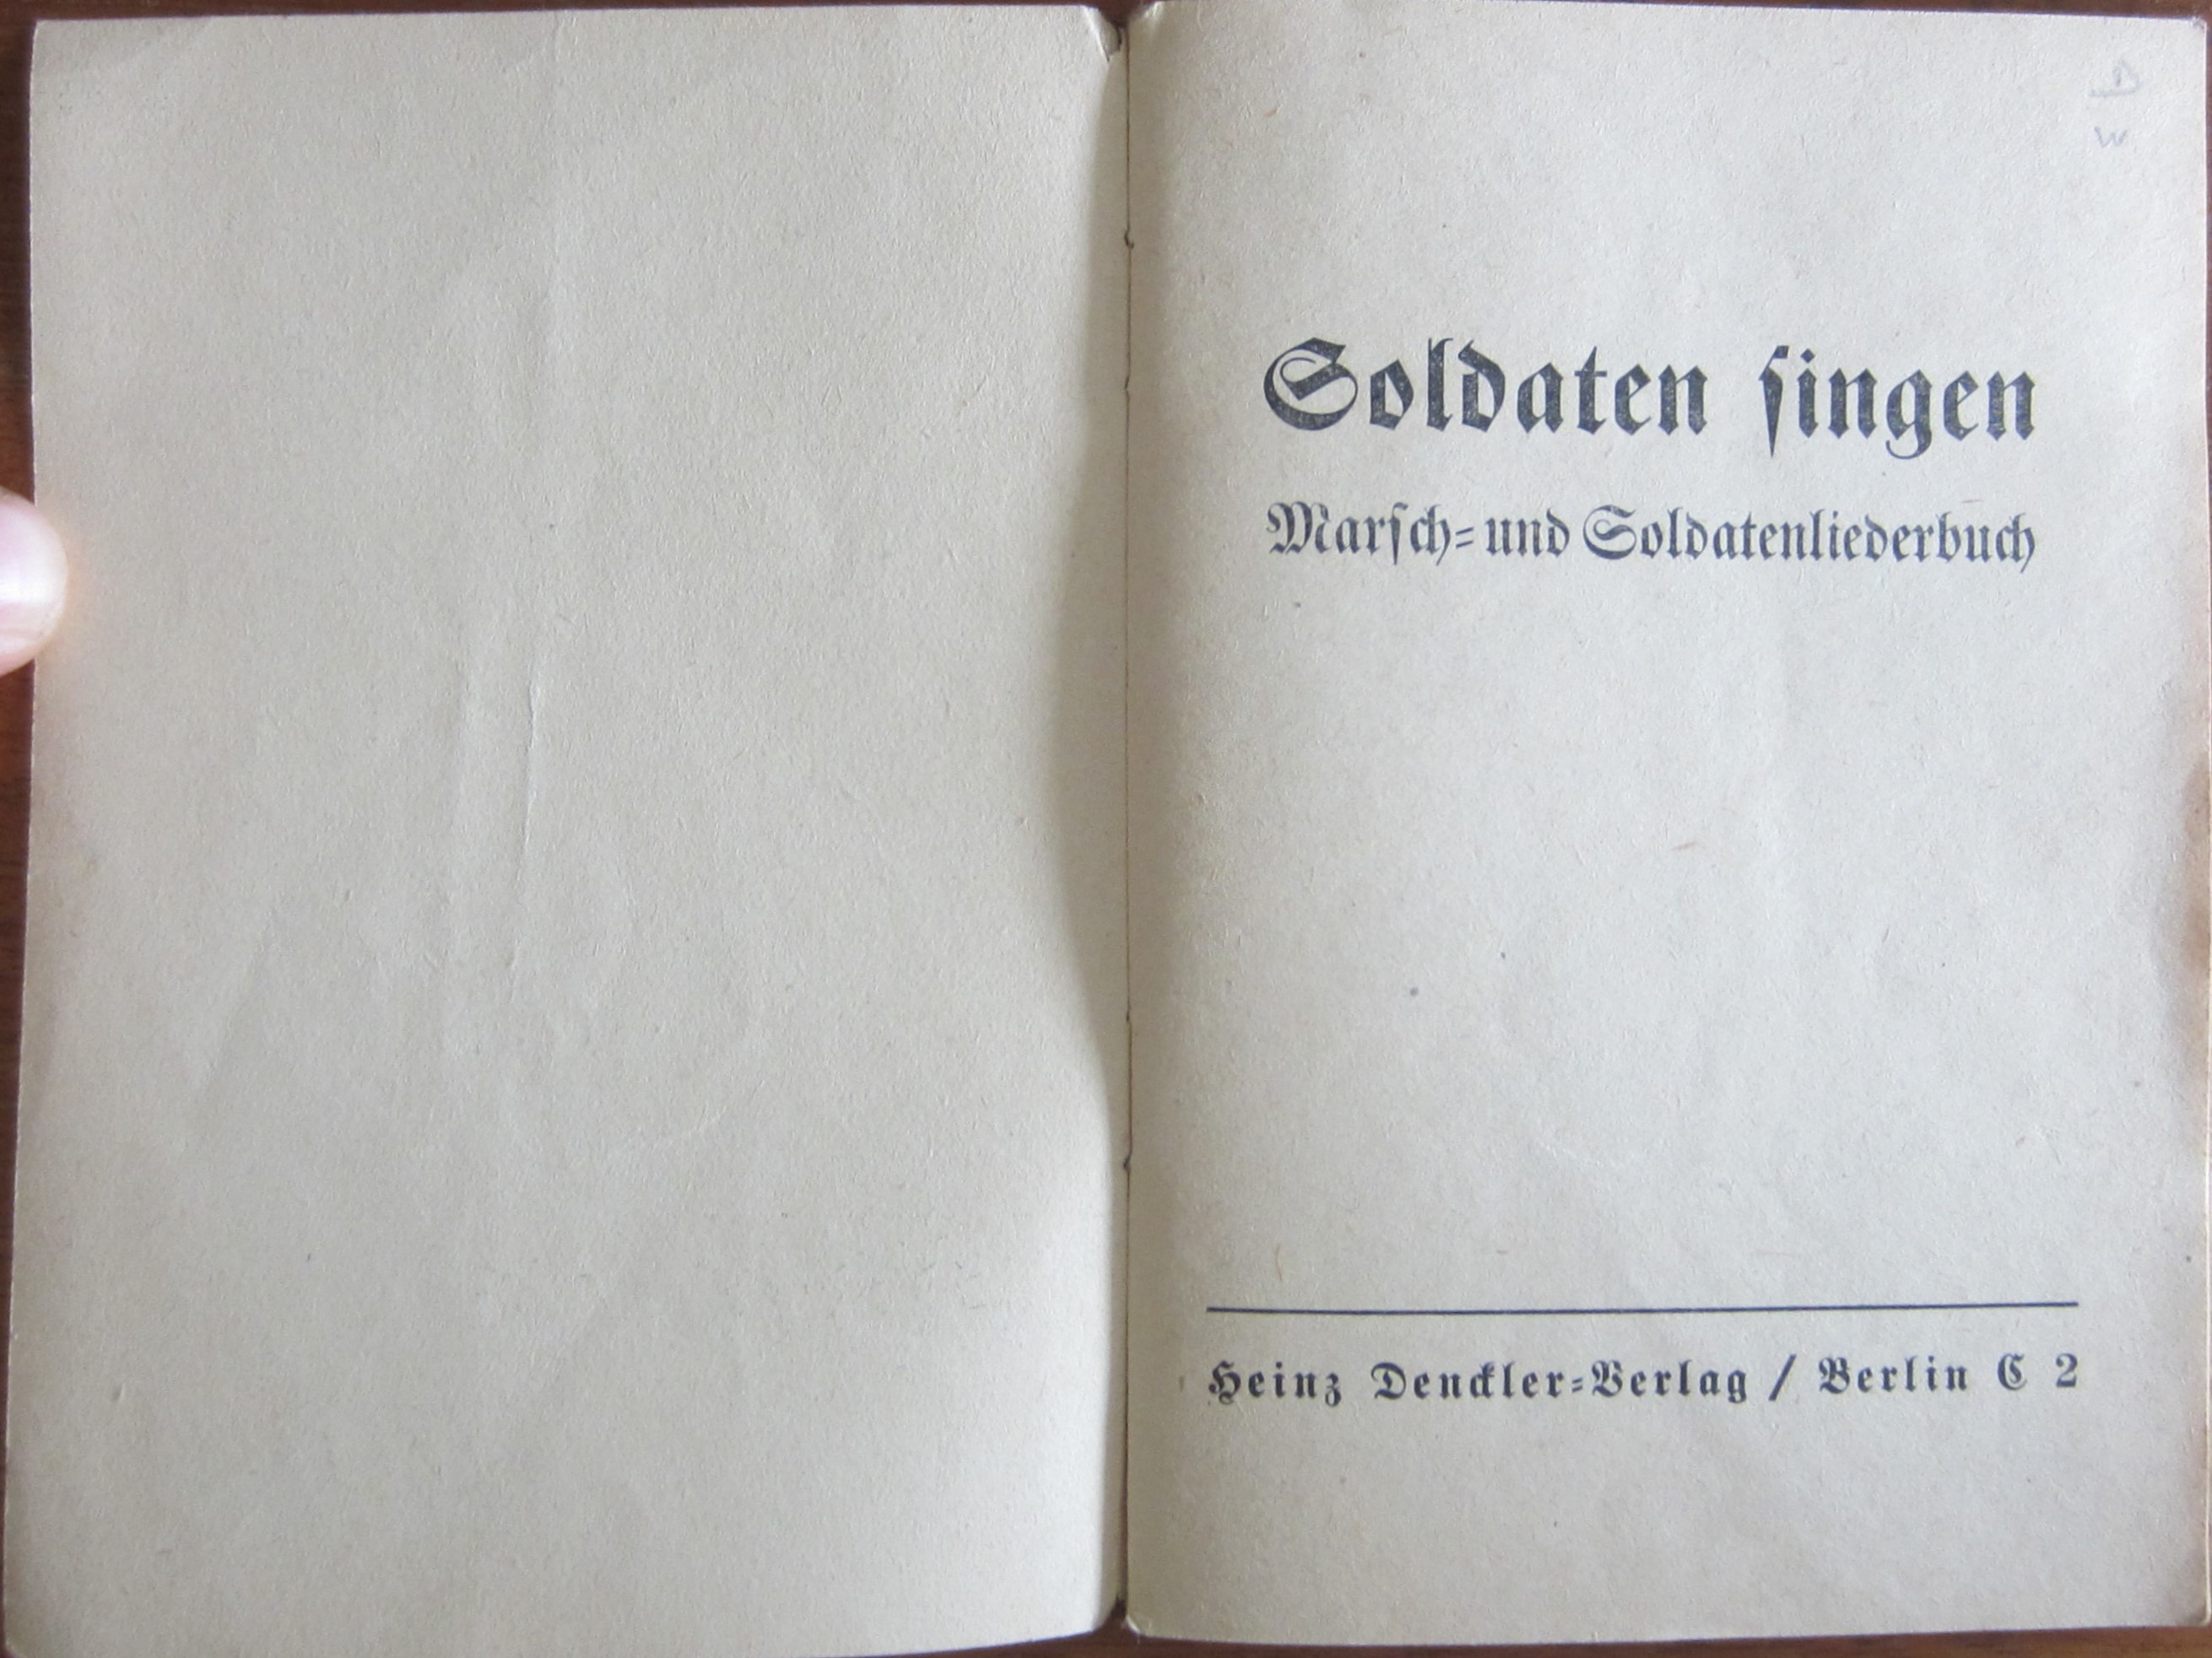 Soldaten ſingen
Marſch- und Soldatenliederbuch
Heinz Denckler-Verlag / Berlin C 2